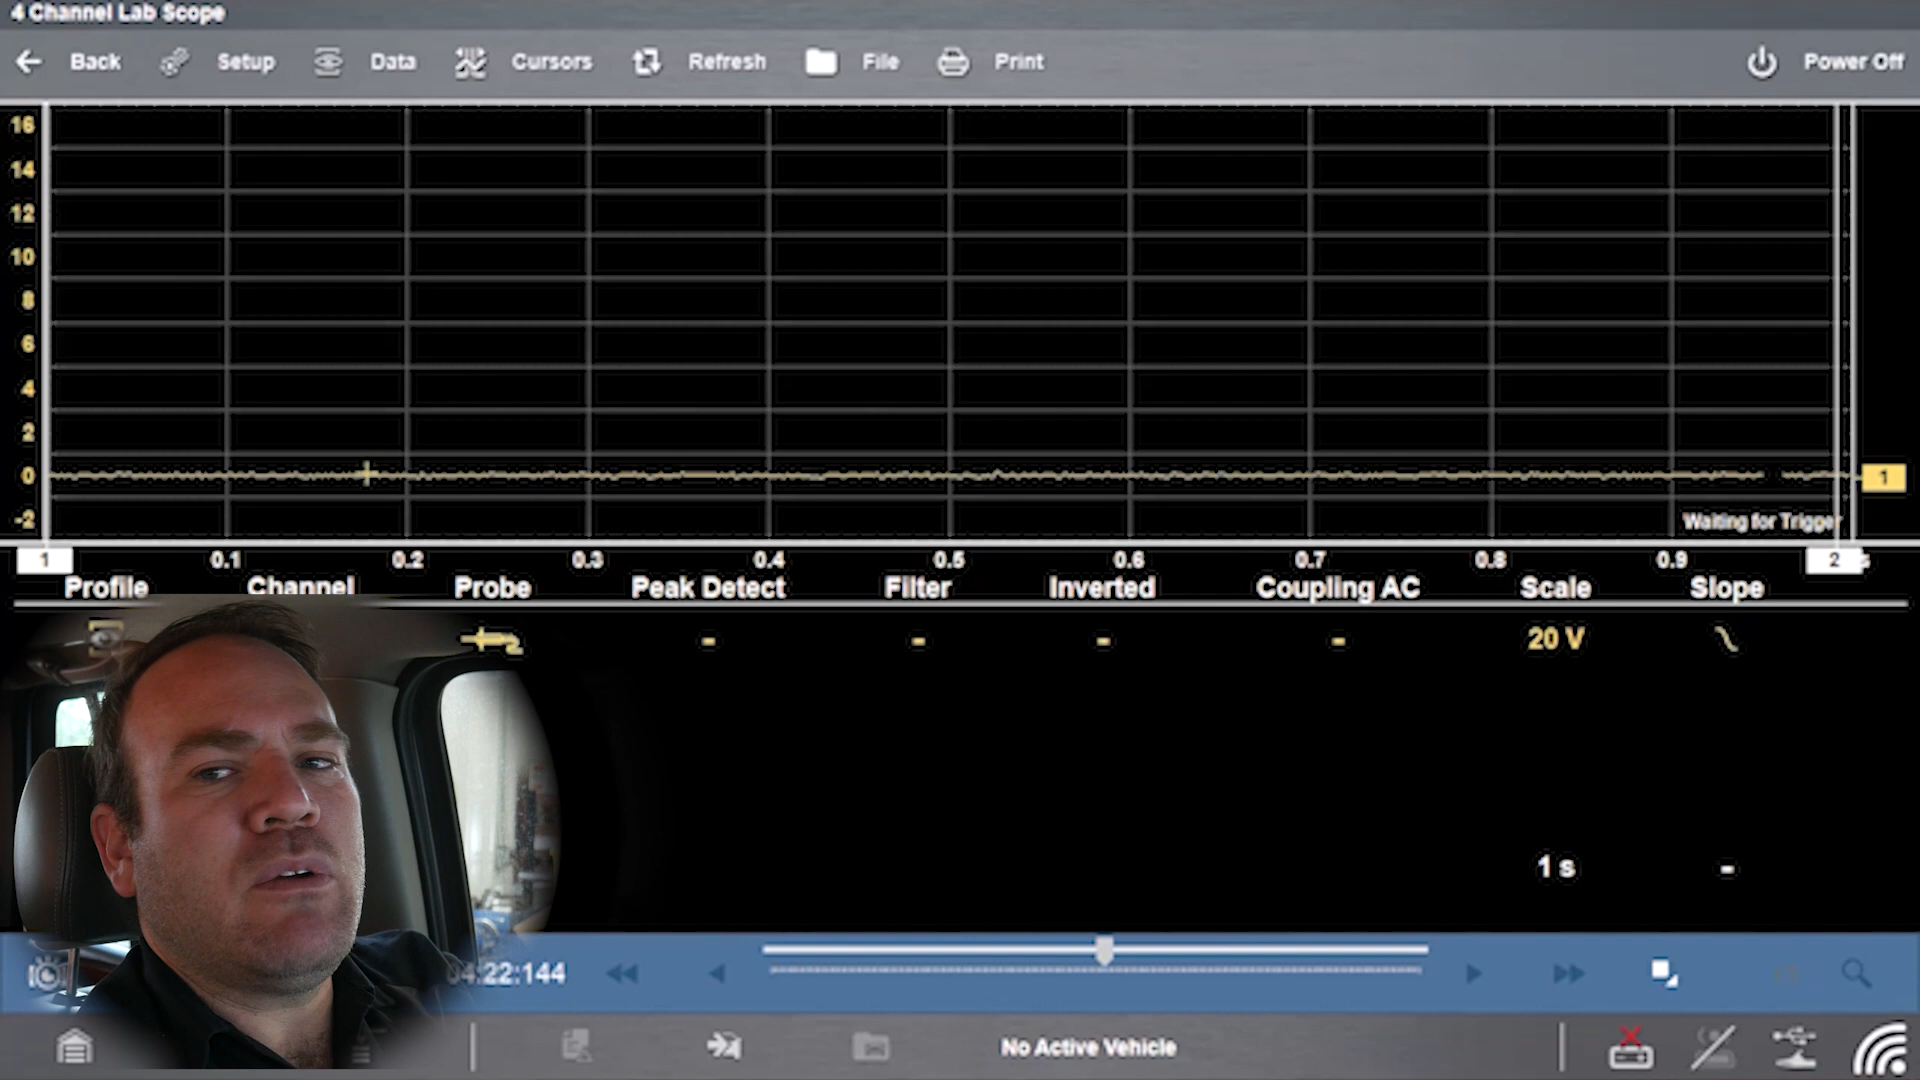 4 Channel Lab Scope
Back Setup Data Cursors Refresh File Print Power Off
16
14
12
10
8
6
4
2
0
-2
1
Waiting for Trigger
1 0.1 0.2 0.3 0.4 0.5 0.6 0.7 0.8 0.9 2 s
Profile Channel Probe Peak Detect Filter Inverted Coupling AC Scale Slope
- - - - 20 V
1 s -
04:22:144
No Active Vehicle